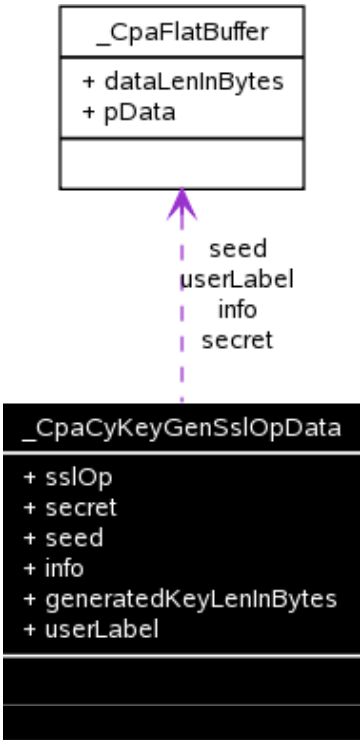 _CpaFlatBuffer
+ dataLenInBytes
+ pData
seed
userLabel
info
secret
_CpaCyKeyGenSslOpData
+ sslOp
+ secret
+ seed
+ info
+ generatedKeyLenInBytes
+ userLabel